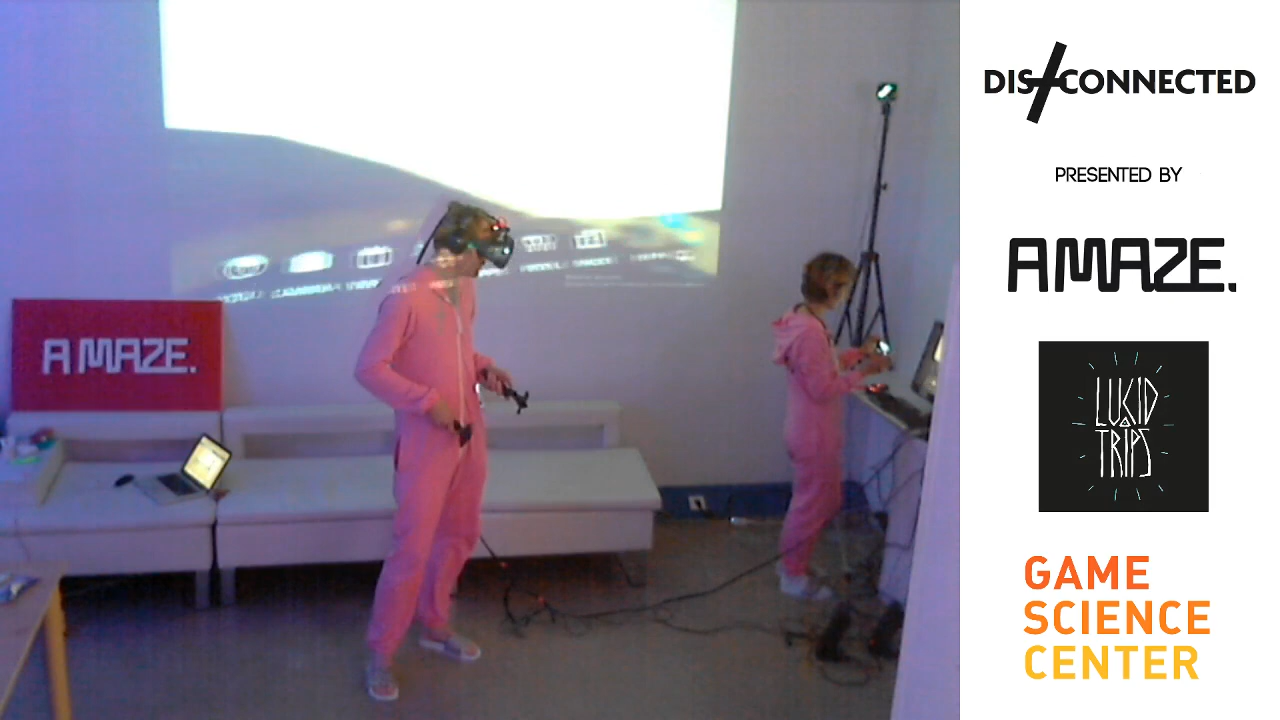 A MAZE.
DIS/CONNECTED
PRESENTED BY
A MAZE.
LUCID
TRIPS
GAME
SCIENCE
CENTER